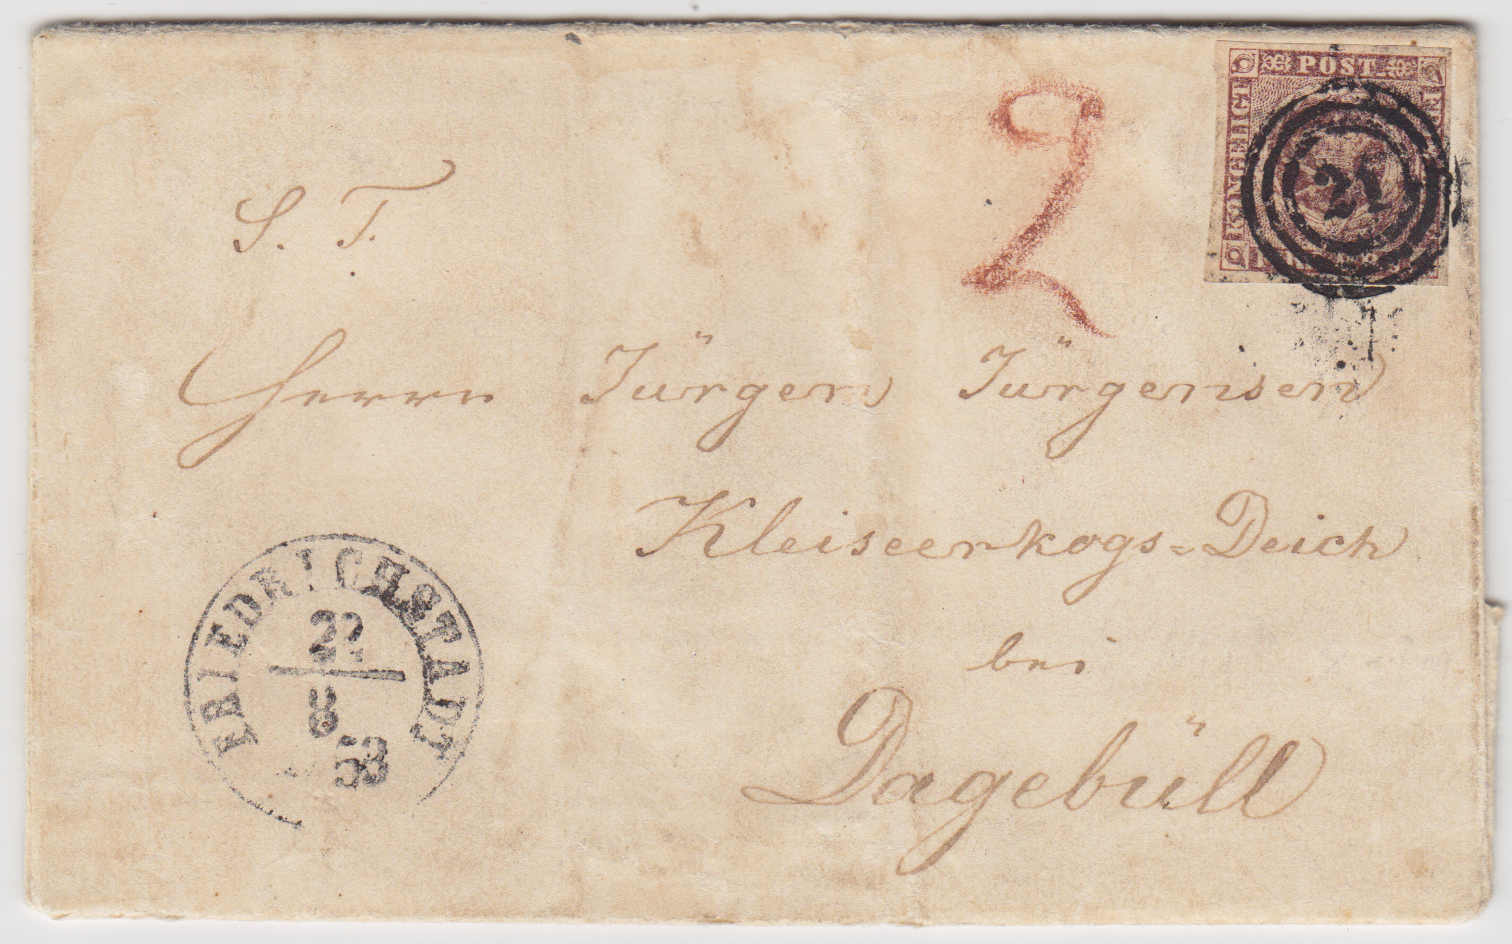 POST
KONGELIGT
21
2
S. T.
Herrn Jürgen Jürgensen
Kleiseerkogs=Deich
bei
Dagebüll
FRIEDRICHSTADT
22
8
53